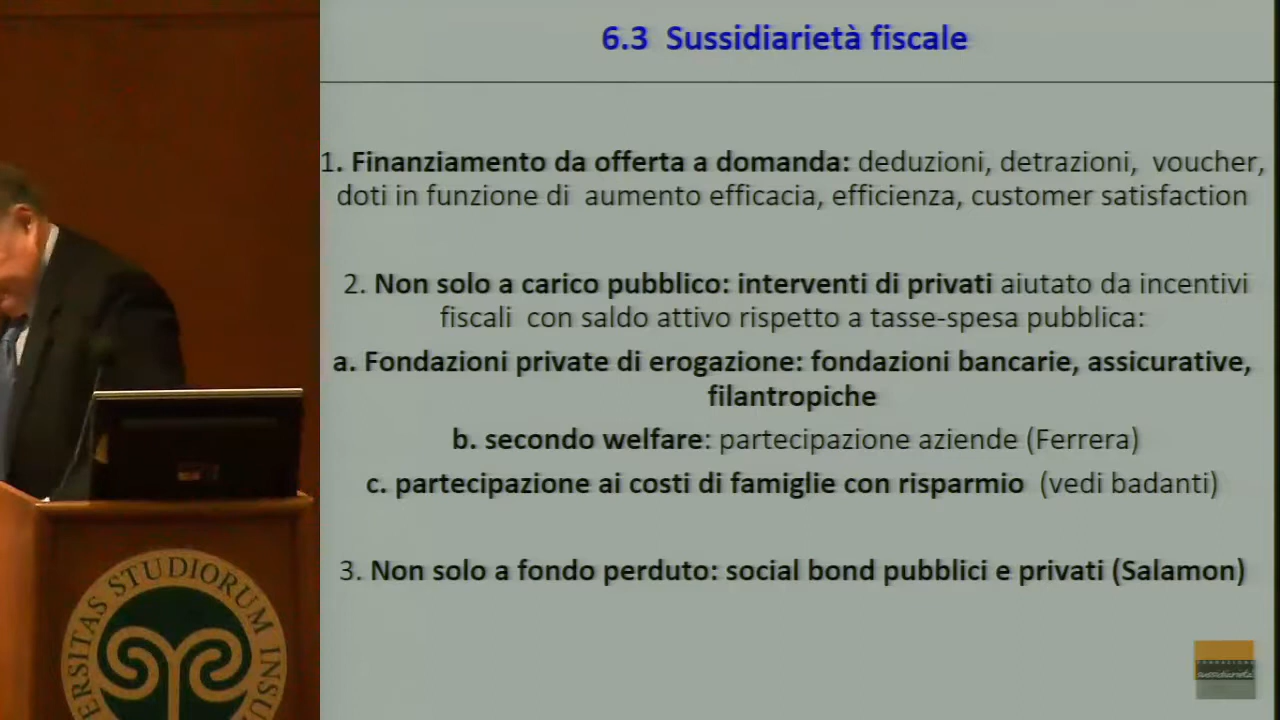 6.3 Sussidiarietà fiscale
1. Finanziamento da offerta a domanda: deduzioni, detrazioni, voucher,
doti in funzione di aumento efficacia, efficienza, customer satisfaction
2. Non solo a carico pubblico: interventi di privati aiutato da incentivi
fiscali con saldo attivo rispetto a tasse-spesa pubblica:
a. Fondazioni private di erogazione: fondazioni bancarie, assicurative,
filantropiche
b. secondo welfare: partecipazione aziende (Ferrera)
c. partecipazione ai costi di famiglie con risparmio (vedi badanti)
3. Non solo a fondo perduto: social bond pubblici e privati (Salamon)
ERSITAS STUDIORUM INSU